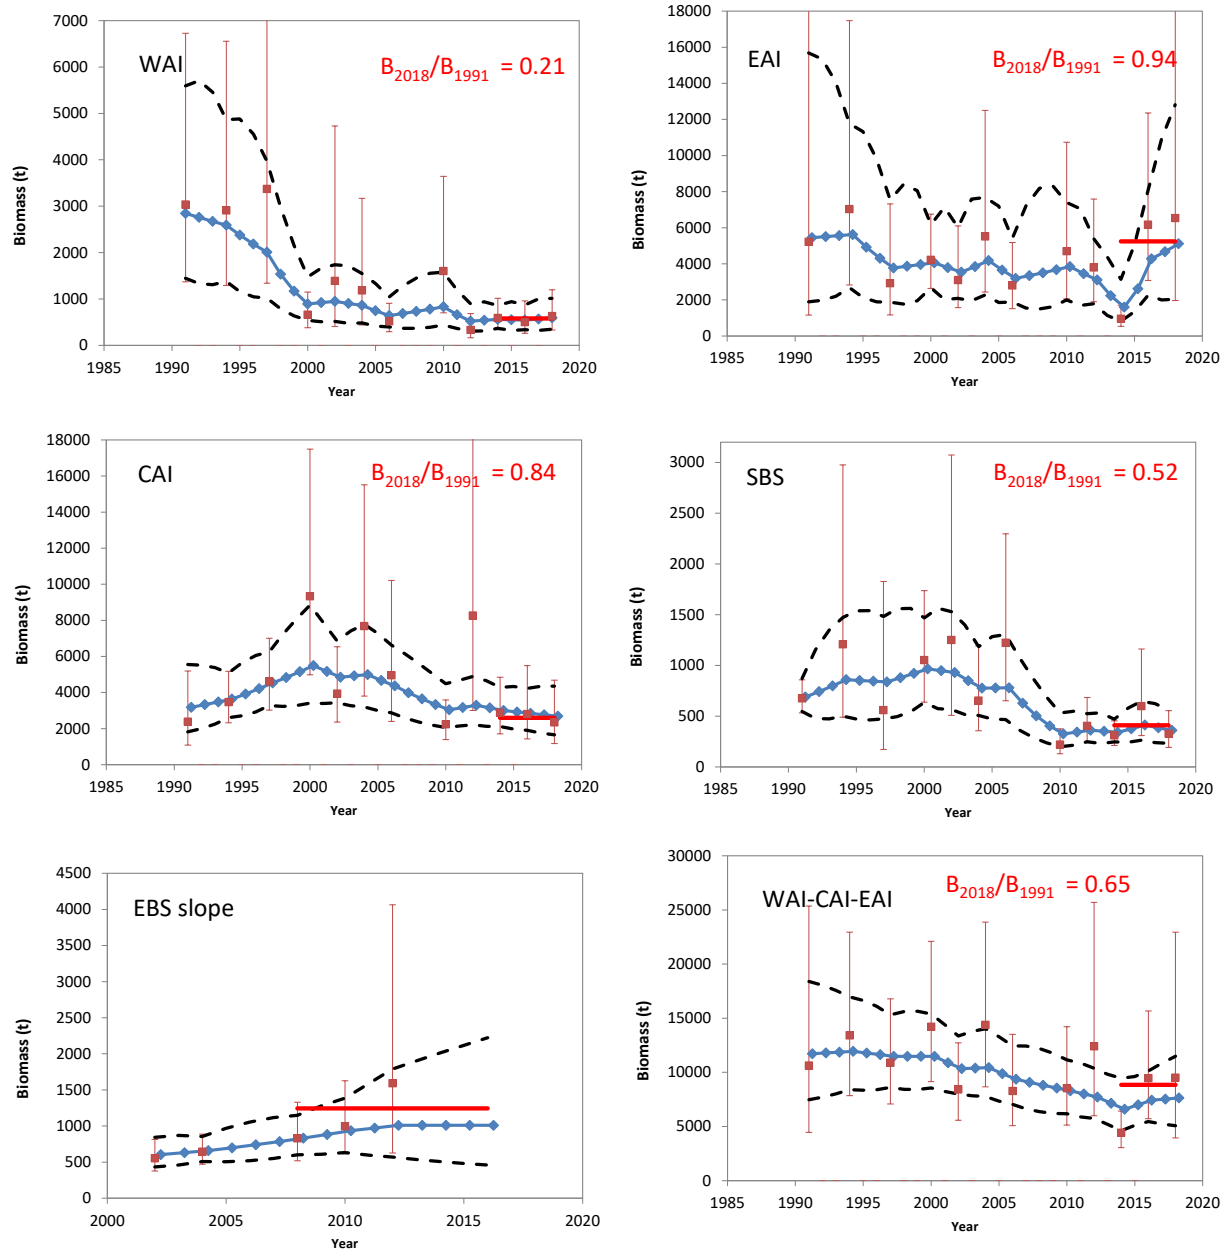 7000
6000
5000
4000
3000
2000
1000
0
Biomass (t)
WAI
B2018/B1991 = 0.21
1985 1990 1995 2000 2005 2010 2015 2020
Year
18000
16000
14000
12000
10000
8000
6000
4000
2000
0
Biomass (t)
EAI
B2018/B1991 = 0.94
1985 1990 1995 2000 2005 2010 2015 2020
Year
18000
16000
14000
12000
10000
8000
6000
4000
2000
0
Biomass (t)
CAI
B2018/B1991 = 0.84
1985 1990 1995 2000 2005 2010 2015 2020
Year
3000
2500
2000
1500
1000
500
0
Biomass (t)
SBS
B2018/B1991 = 0.52
1985 1990 1995 2000 2005 2010 2015 2020
Year
4500
4000
3500
3000
2500
2000
1500
1000
500
0
Biomass (t)
EBS slope
2000 2005 2010 2015 2020
Year
30000
25000
20000
15000
10000
5000
0
Biomass (t)
WAI-CAI-EAI
B2018/B1991 = 0.65
1985 1990 1995 2000 2005 2010 2015 2020
Year